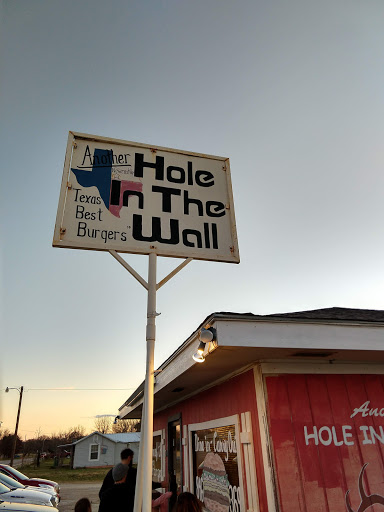 Another
Hole
In The
Wall
Texas
Best
Burgers
HOLE IN